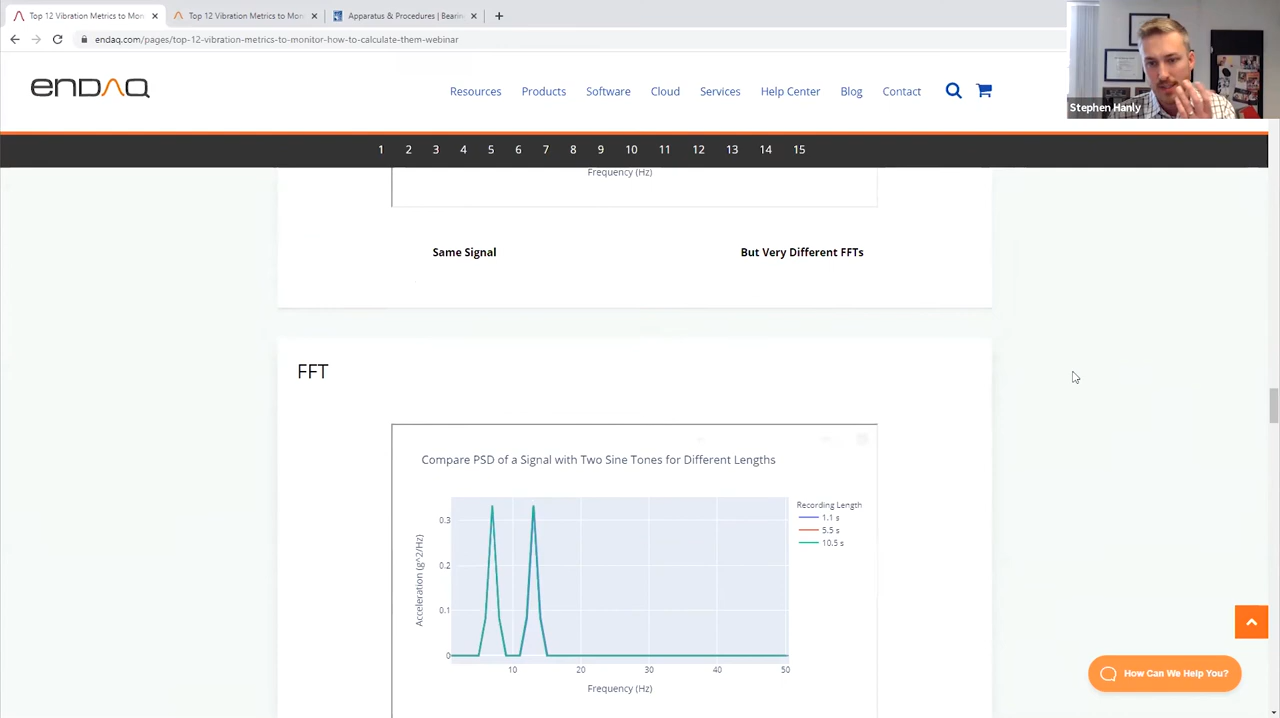 Top 12 Vibration Metrics to Mon
Top 12 Vibration Metrics to Mon
Apparatus & Procedures | Bearin
endaq.com/pages/top-12-vibration-metrics-to-monitor-how-to-calculate-them-webinar
Stephen Hanly
enDAQ
Resources Products Software Cloud Services Help Center Blog Contact
1 2 3 4 5 6 7 8 9 10 11 12 13 14 15
Frequency (Hz)
Same Signal But Very Different FFTs
FFT
Compare PSD of a Signal with Two Sine Tones for Different Lengths
Recording Length
1.1 s
5.5 s
10.5 s
Acceleration (g^2/Hz)
0.3
0.2
0.1
0
10 20 30 40 50
Frequency (Hz)
How Can We Help You?